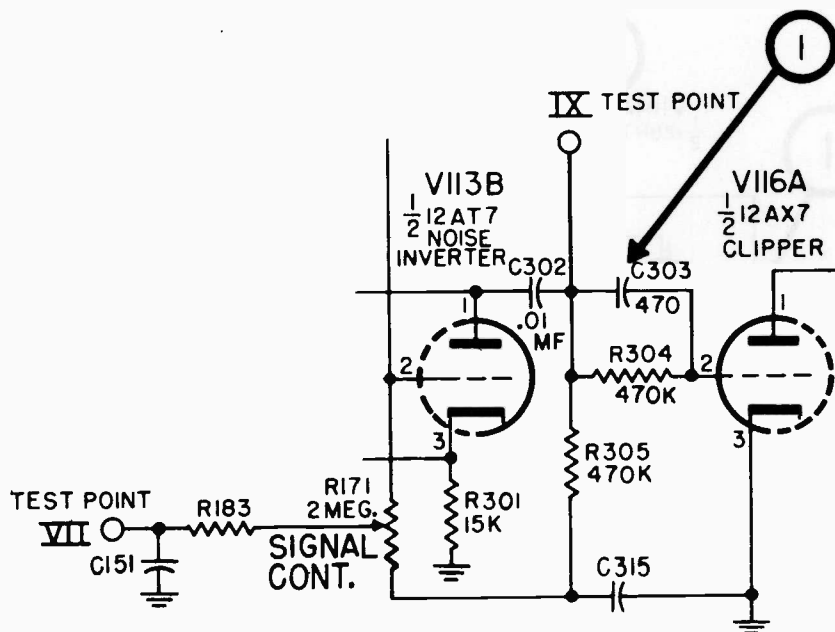 1
IX TEST POINT
V113B
1/2 12AT7
NOISE
INVERTER
V116A
1/2 12AX7
CLIPPER
C302
.01
MF
C303
470
1
2
3
R304
470K
1
2
3
R305
470K
TEST POINT
VII
R183
R171
2 MEG.
R301
15K
SIGNAL
CONT.
C151
C315